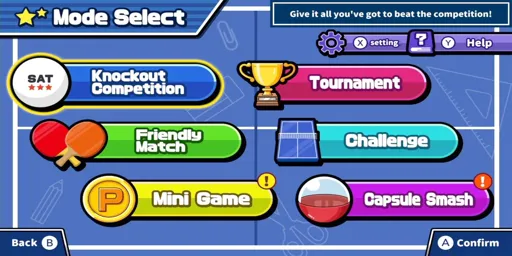 Mode Select
Give it all you've got to beat the competition!
X setting
? Y Help
SAT
Knockout
Competition
Tournament
Friendly
Match
Challenge
P
Mini Game
!
Capsule Smash
!
Back B
A Confirm